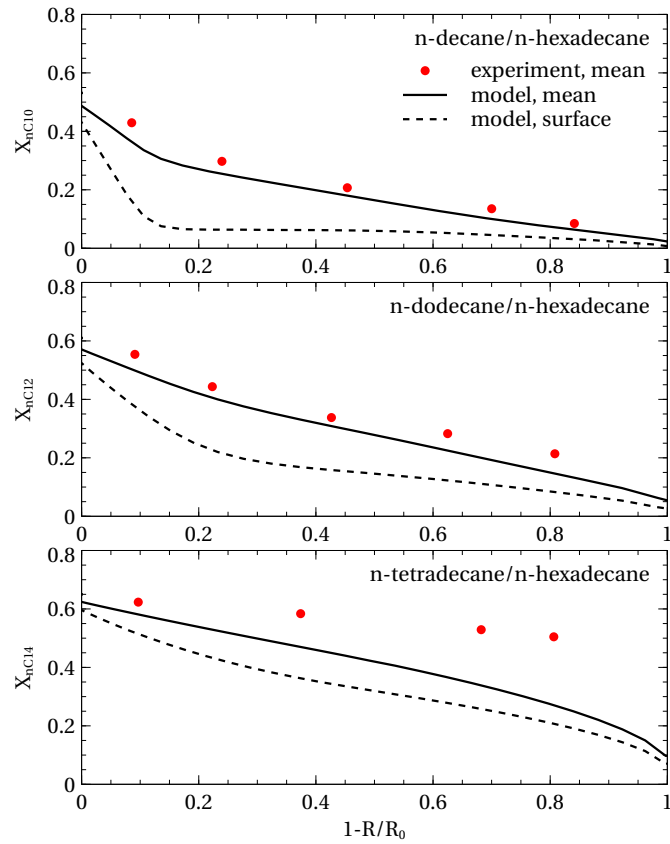 n-decane/n-hexadecane
experiment, mean
model, mean
model, surface
X_nC10
0.8
0.6
0.4
0.2
0
0 0.2 0.4 0.6 0.8 1
n-dodecane/n-hexadecane
X_nC12
0.8
0.6
0.4
0.2
0
0 0.2 0.4 0.6 0.8 1
n-tetradecane/n-hexadecane
X_nC14
0.8
0.6
0.4
0.2
0
0 0.2 0.4 0.6 0.8 1
1-R/R_0